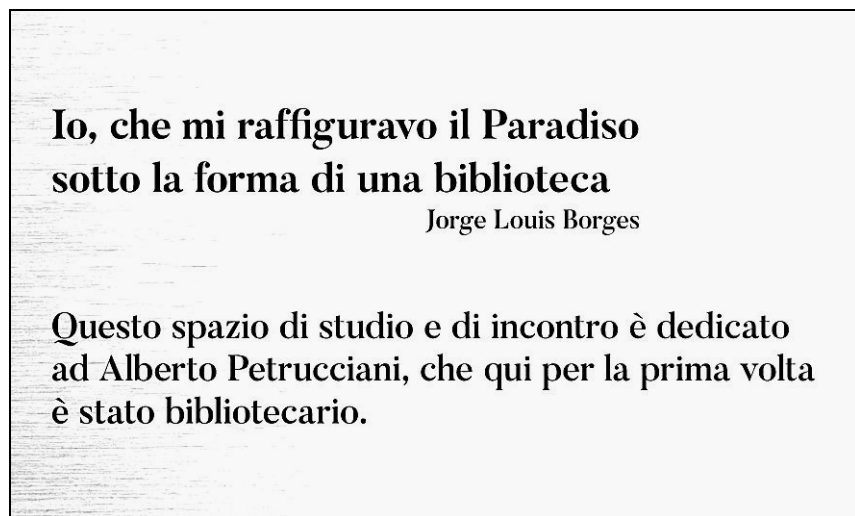 Io, che mi raffiguravo il Paradiso
sotto la forma di una biblioteca
Jorge Louis Borges
Questo spazio di studio e di incontro è dedicato
ad Alberto Petrucciani, che qui per la prima volta
è stato bibliotecario.